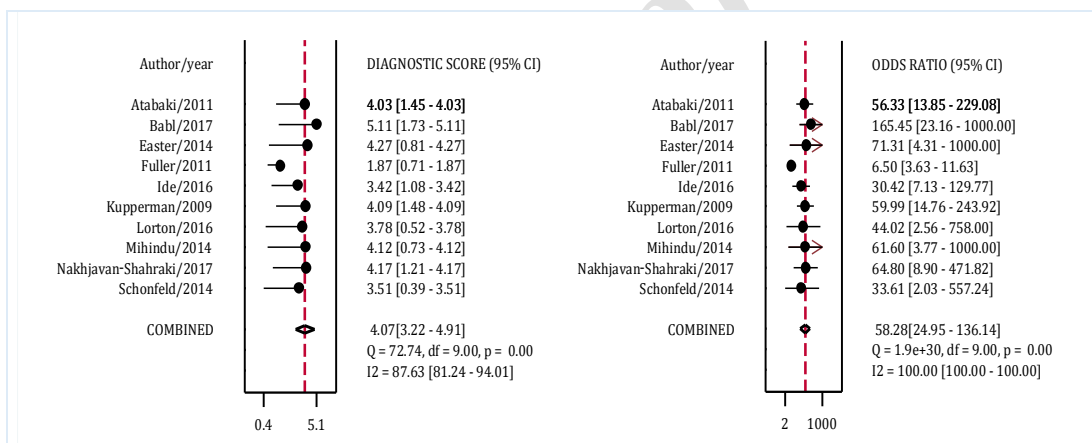 Author/year DIAGNOSTIC SCORE (95% CI)
Atabaki/2011 4.03 [1.45 - 4.03]
Babl/2017 5.11 [1.73 - 5.11]
Easter/2014 4.27 [0.81 - 4.27]
Fuller/2011 1.87 [0.71 - 1.87]
Ide/2016 3.42 [1.08 - 3.42]
Kupperman/2009 4.09 [1.48 - 4.09]
Lorton/2016 3.78 [0.52 - 3.78]
Mihindu/2014 4.12 [0.73 - 4.12]
Nakhjavan-Shahraki/2017 4.17 [1.21 - 4.17]
Schonfeld/2014 3.51 [0.39 - 3.51]
COMBINED 4.07[3.22 - 4.91]
Q = 72.74, df = 9.00, p = 0.00
I2 = 87.63 [81.24 - 94.01]
0.4 5.1
Author/year ODDS RATIO (95% CI)
Atabaki/2011 56.33 [13.85 - 229.08]
Babl/2017 165.45 [23.16 - 1000.00]
Easter/2014 71.31 [4.31 - 1000.00]
Fuller/2011 6.50 [3.63 - 11.63]
Ide/2016 30.42 [7.13 - 129.77]
Kupperman/2009 59.99 [14.76 - 243.92]
Lorton/2016 44.02 [2.56 - 758.00]
Mihindu/2014 61.60 [3.77 - 1000.00]
Nakhjavan-Shahraki/2017 64.80 [8.90 - 471.82]
Schonfeld/2014 33.61 [2.03 - 557.24]
COMBINED 58.28[24.95 - 136.14]
Q = 1.9e+30, df = 9.00, p = 0.00
I2 = 100.00 [100.00 - 100.00]
2 1000